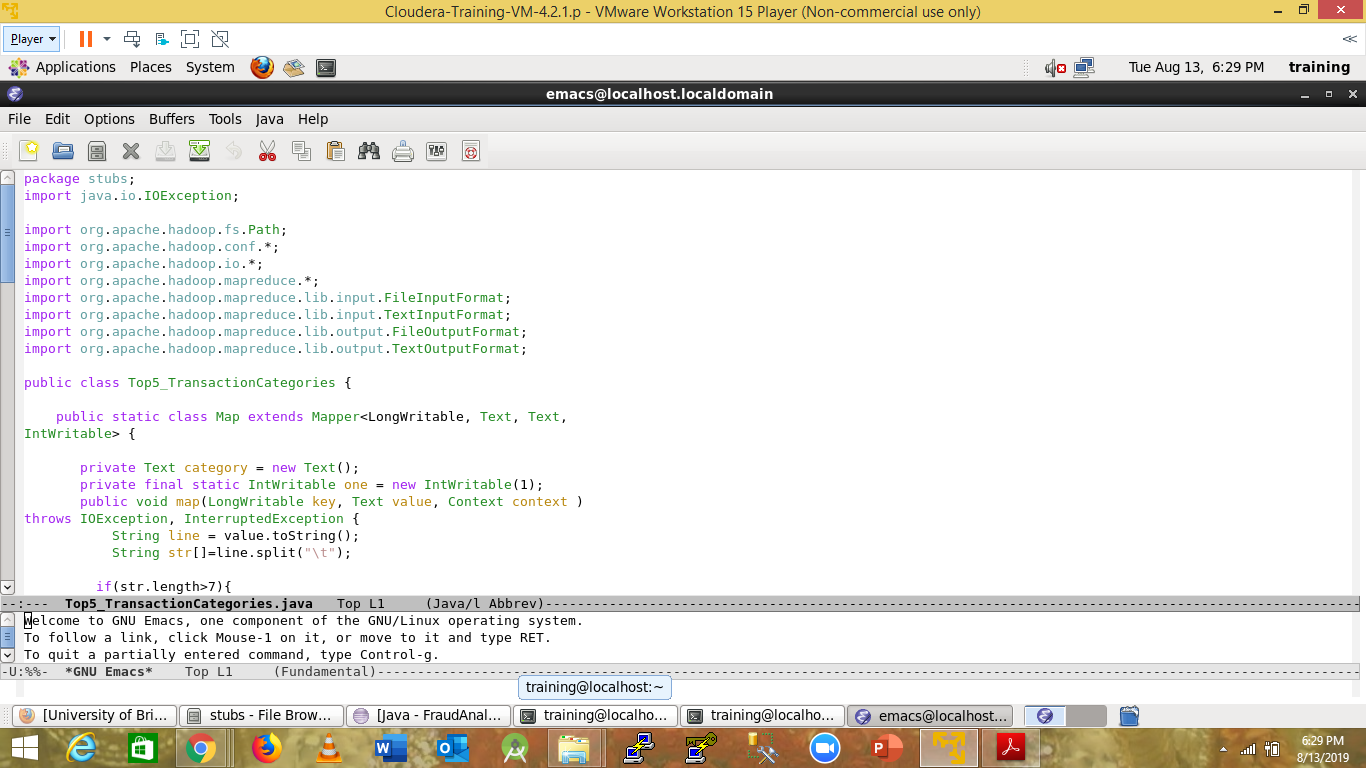 Cloudera-Training-VM-4.2.1.p - VMware Workstation 15 Player (Non-commercial use only)
Player
Applications Places System
Tue Aug 13, 6:29 PM training
emacs@localhost.localdomain
File Edit Options Buffers Tools Java Help
package stubs;
import java.io.IOException;
import org.apache.hadoop.fs.Path;
import org.apache.hadoop.conf.*;
import org.apache.hadoop.io.*;
import org.apache.hadoop.mapreduce.*;
import org.apache.hadoop.mapreduce.lib.input.FileInputFormat;
import org.apache.hadoop.mapreduce.lib.input.TextInputFormat;
import org.apache.hadoop.mapreduce.lib.output.FileOutputFormat;
import org.apache.hadoop.mapreduce.lib.output.TextOutputFormat;
public class Top5_TransactionCategories {
public static class Map extends Mapper<LongWritable, Text, Text,
IntWritable> {
private Text category = new Text();
private final static IntWritable one = new IntWritable(1);
public void map(LongWritable key, Text value, Context context )
throws IOException, InterruptedException {
String line = value.toString();
String str[]=line.split("\t");
if(str.length>7){
--:--- Top5_TransactionCategories.java Top L1 (Java/l Abbrev)
Welcome to GNU Emacs, one component of the GNU/Linux operating system.
To follow a link, click Mouse-1 on it, or move to it and type RET.
To quit a partially entered command, type Control-g.
-U:%%- *GNU Emacs* Top L1 (Fundamental)
training@localhost:~
[University of Bri... stubs - File Brow... [Java - FraudAnal... training@localho... training@localho... emacs@localhost...
6:29 PM
8/13/2019